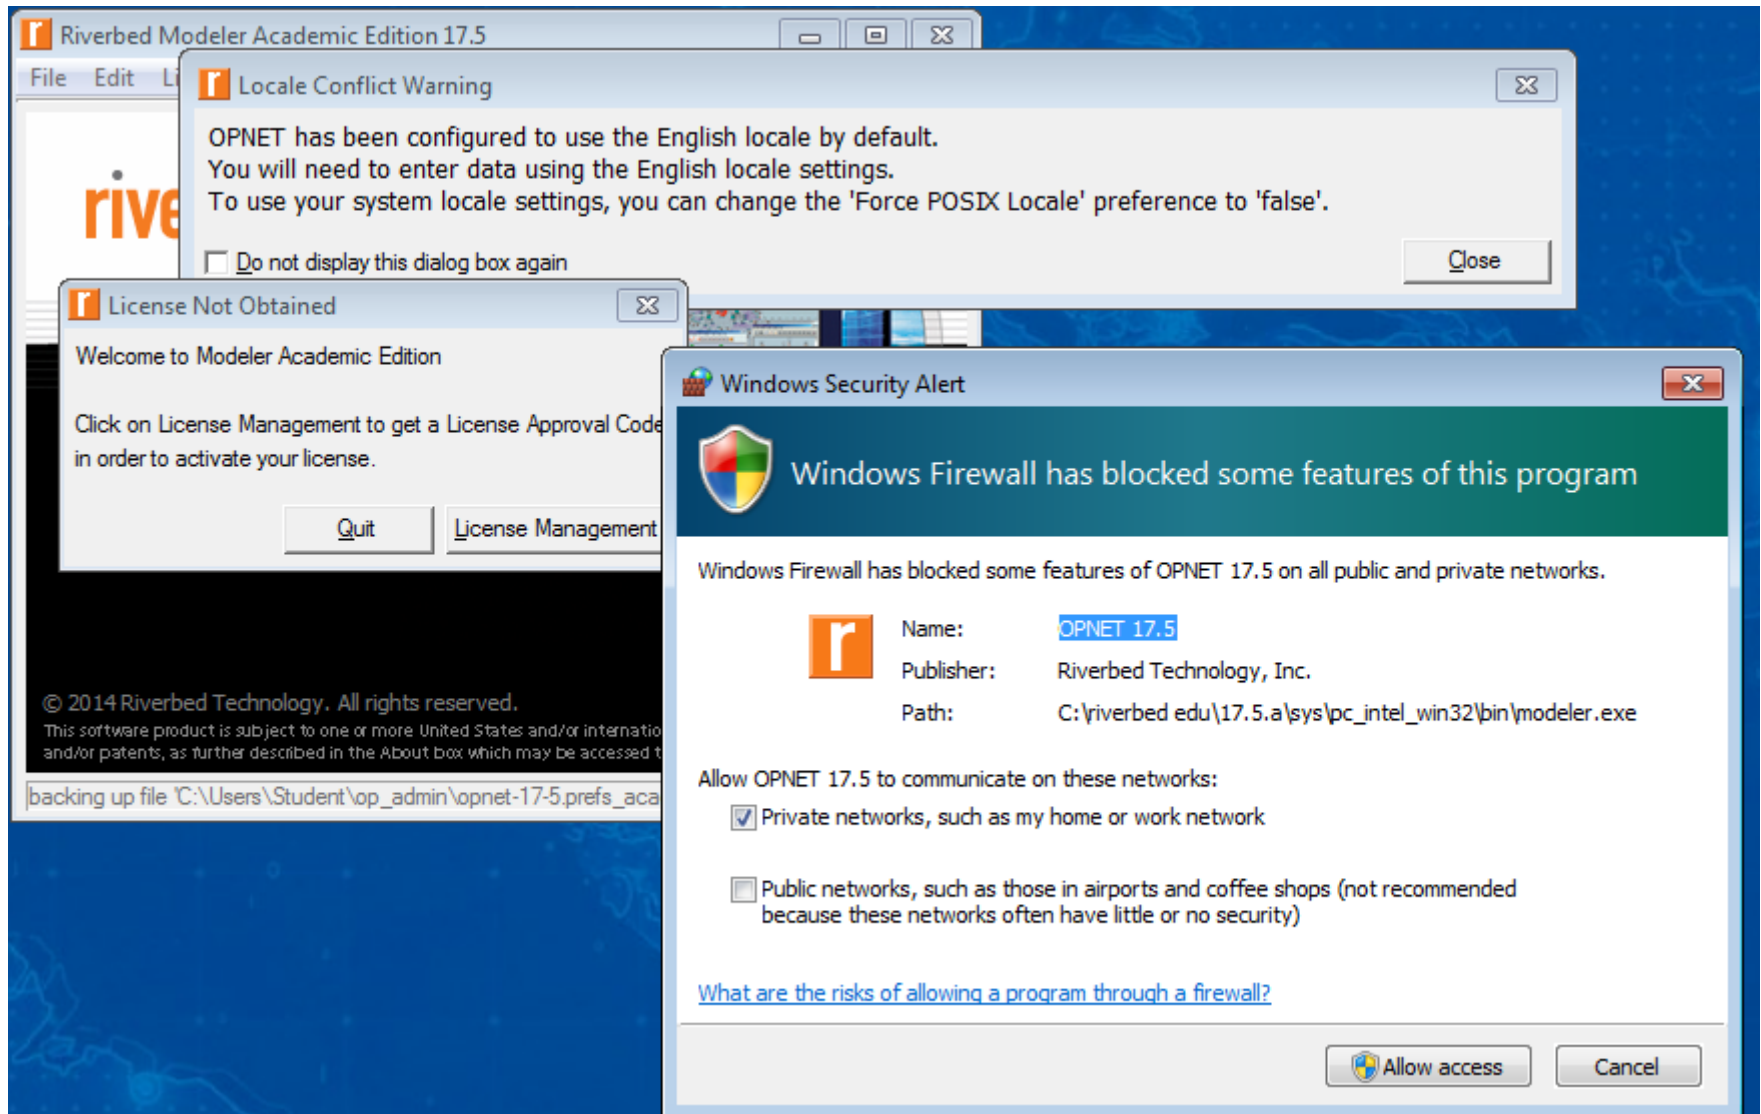 Riverbed Modeler Academic Edition 17.5
File Edit
Locale Conflict Warning
OPNET has been configured to use the English locale by default.
You will need to enter data using the English locale settings.
To use your system locale settings, you can change the 'Force POSIX Locale' preference to 'false'.
Do not display this dialog box again
Close
License Not Obtained
Welcome to Modeler Academic Edition
Click on License Management to get a License Approval Code
in order to activate your license.
Quit
License Management
© 2014 Riverbed Technology. All rights reserved.
This software product is subject to one or more United States and/or
and/or patents, as further described in the About box which may be accessed
backing up file 'C:\Users\Student\op_admin\opnet-17-5.prefs_aca
Windows Security Alert
Windows Firewall has blocked some features of this program
Windows Firewall has blocked some features of OPNET 17.5 on all public and private networks.
r
Name: OPNET 17.5
Publisher: Riverbed Technology, Inc.
Path: C:\riverbed edu\17.5.a\sys\pc_intel_win32\bin\modeler.exe
Allow OPNET 17.5 to communicate on these networks:
Private networks, such as my home or work network
Public networks, such as those in airports and coffee shops (not recommended
because these networks often have little or no security)
What are the risks of allowing a program through a firewall?
Allow access
Cancel